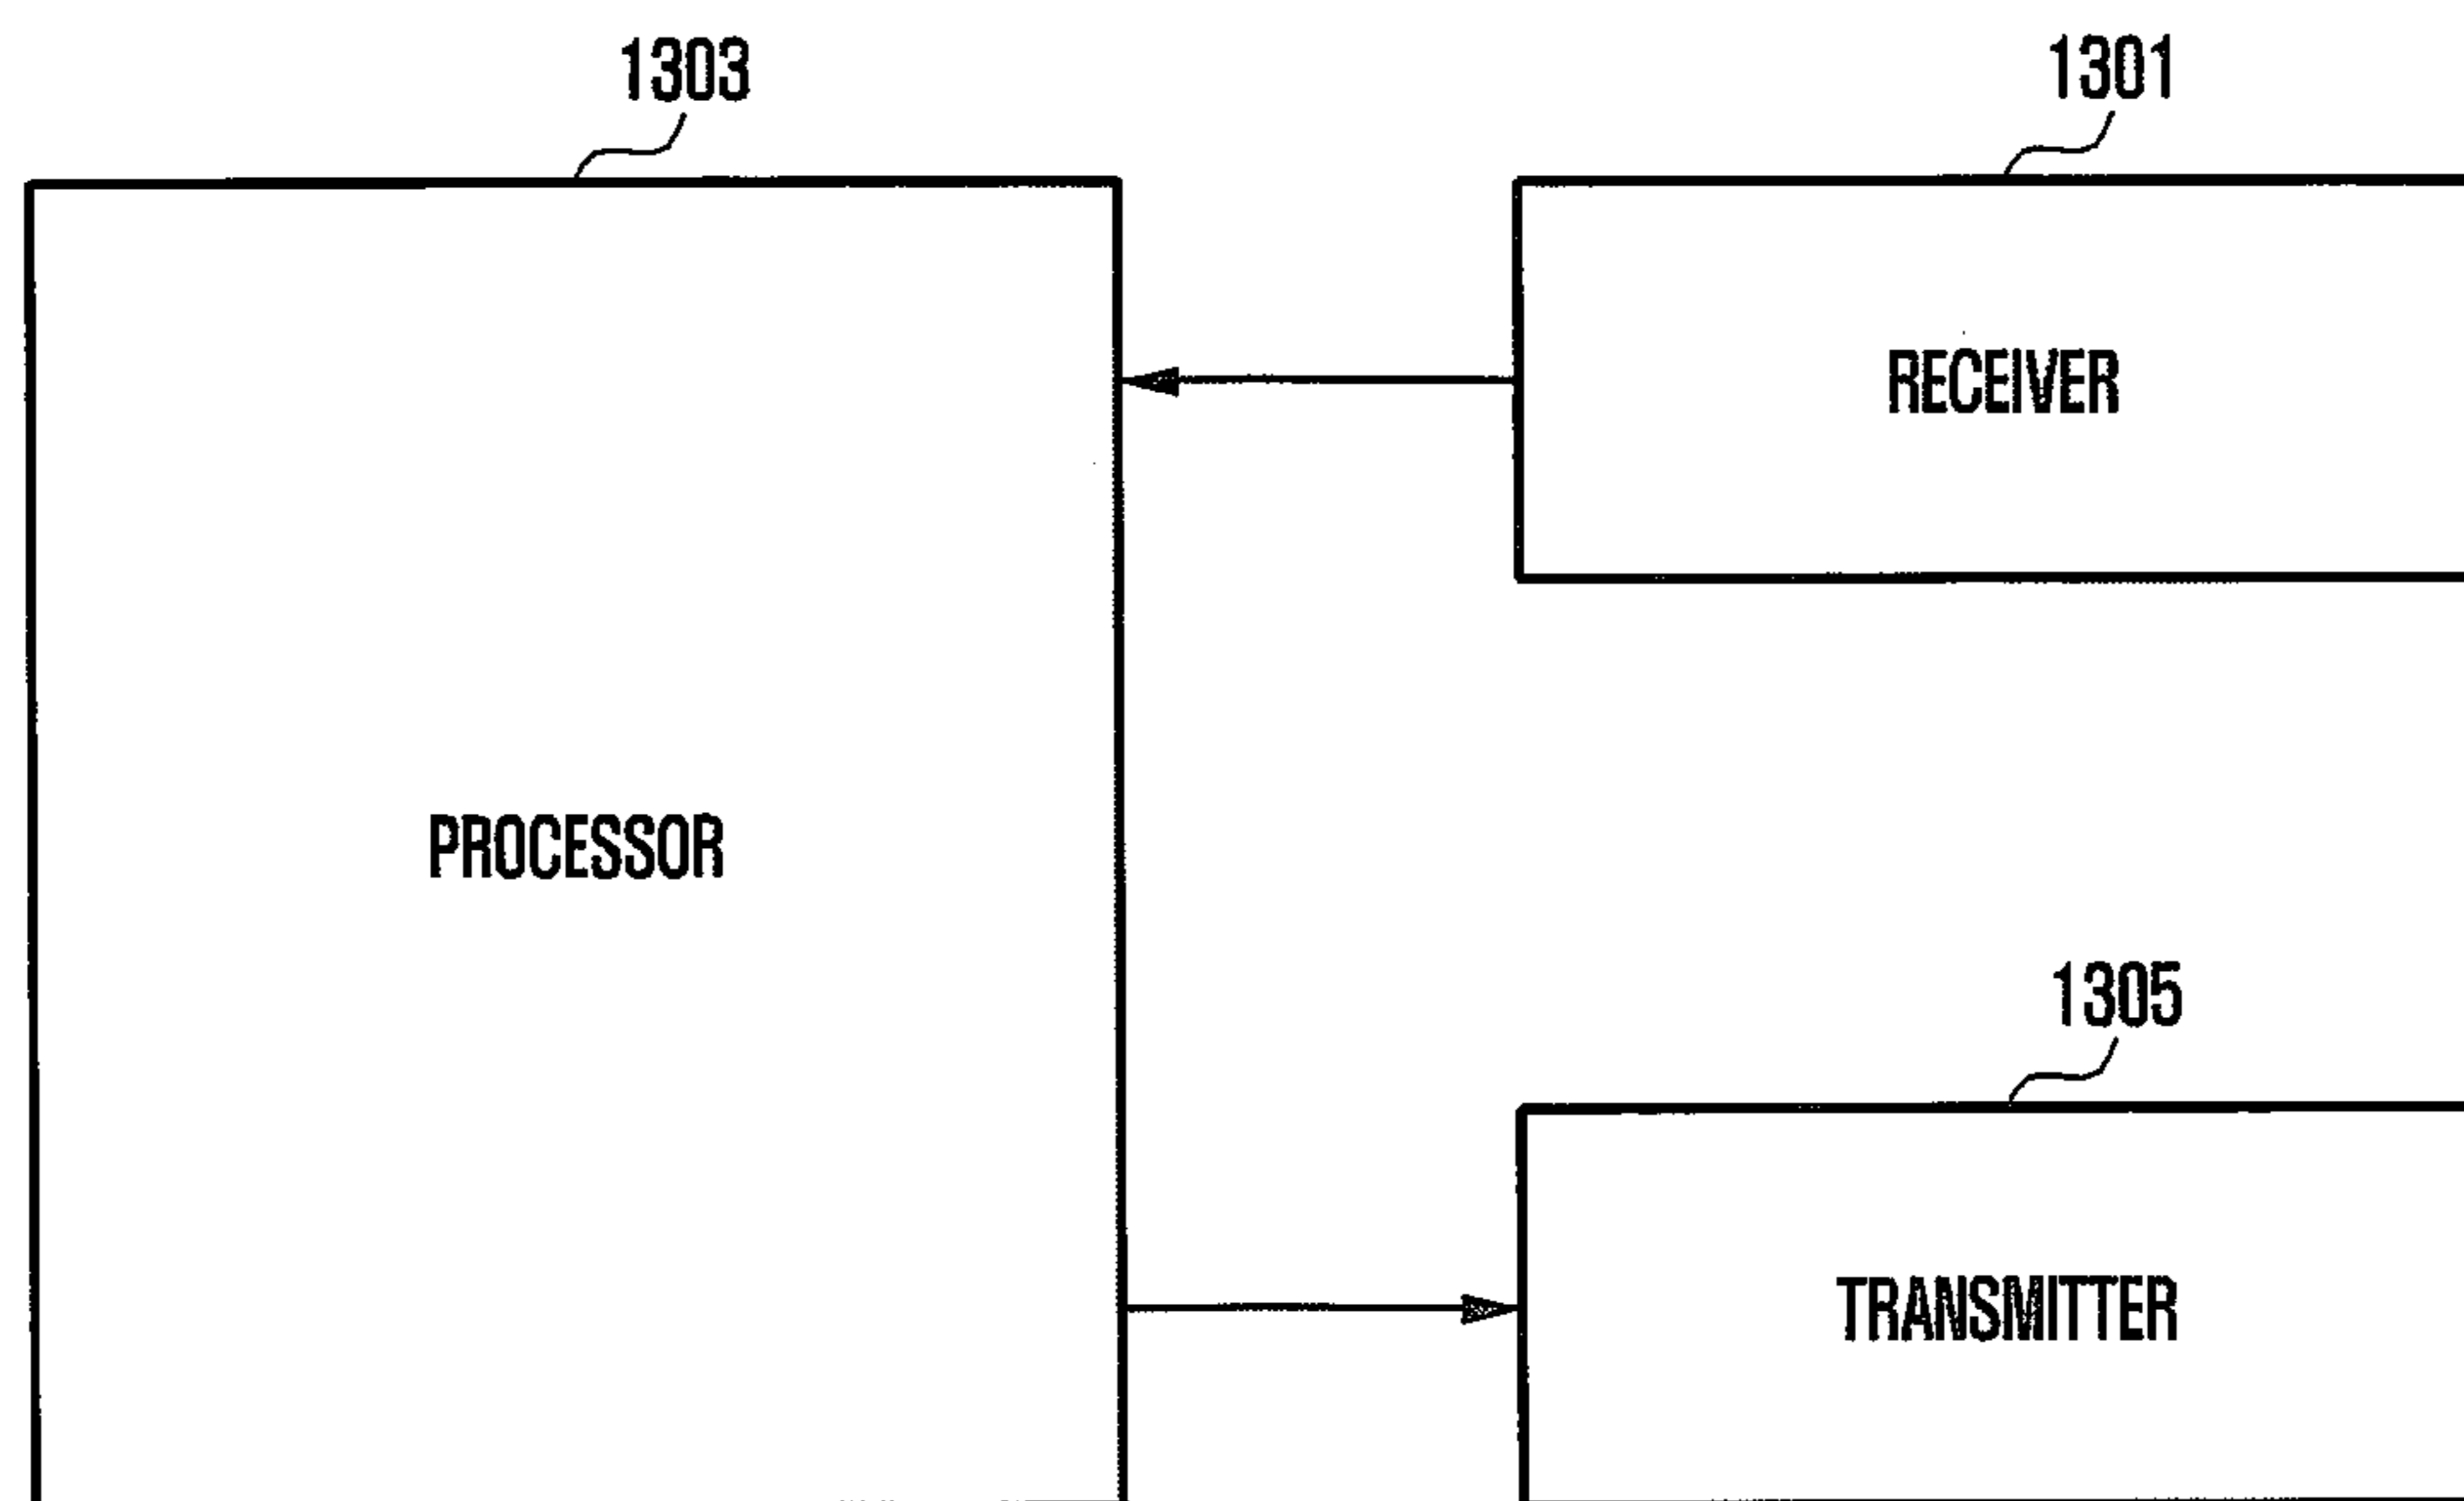 1303
1301
RECEIVER
PROCESSOR
1305
TRANSMITTER